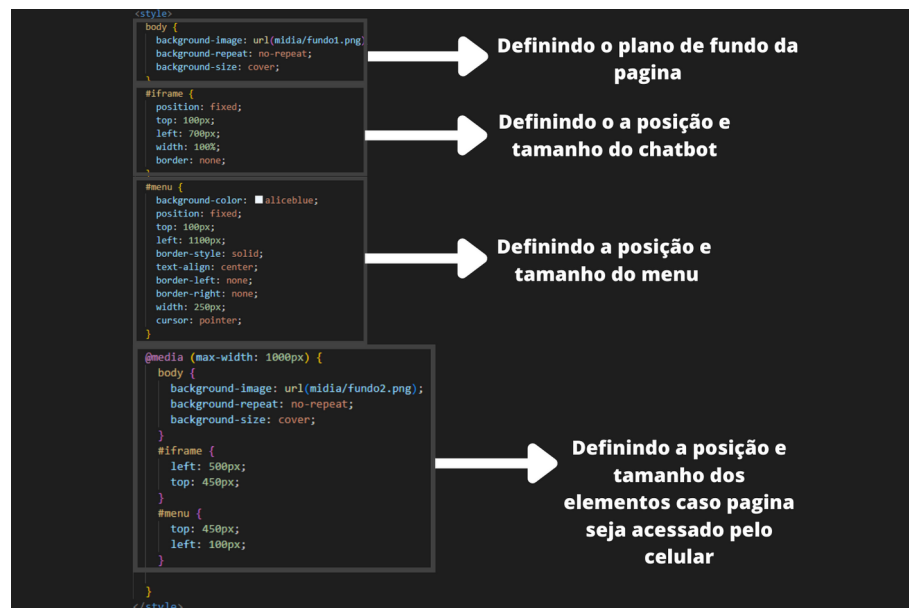 <style>
body {
background-image: url(midia/fundo1.png)
background-repeat: no-repeat;
background-size: cover;
}
Definindo o plano de fundo da
pagina
#iframe {
position: fixed;
top: 100px;
left: 700px;
width: 100%;
border: none;
}
Definindo o a posição e
tamanho do chatbot
#menu {
background-color: aliceblue;
position: fixed;
top: 100px;
left: 1100px;
border-style: solid;
text-align: center;
border-left: none;
border-right: none;
width: 250px;
cursor: pointer;
}
Definindo a posição e
tamanho do menu
@media (max-width: 1000px) {
body {
background-image: url(midia/fundo2.png);
background-repeat: no-repeat;
background-size: cover;
}
#iframe {
left: 500px;
top: 450px;
}
#menu {
top: 450px;
left: 100px;
}
}
Definindo a posição e
tamanho dos
elementos caso pagina
seja acessado pelo
celular
</style>